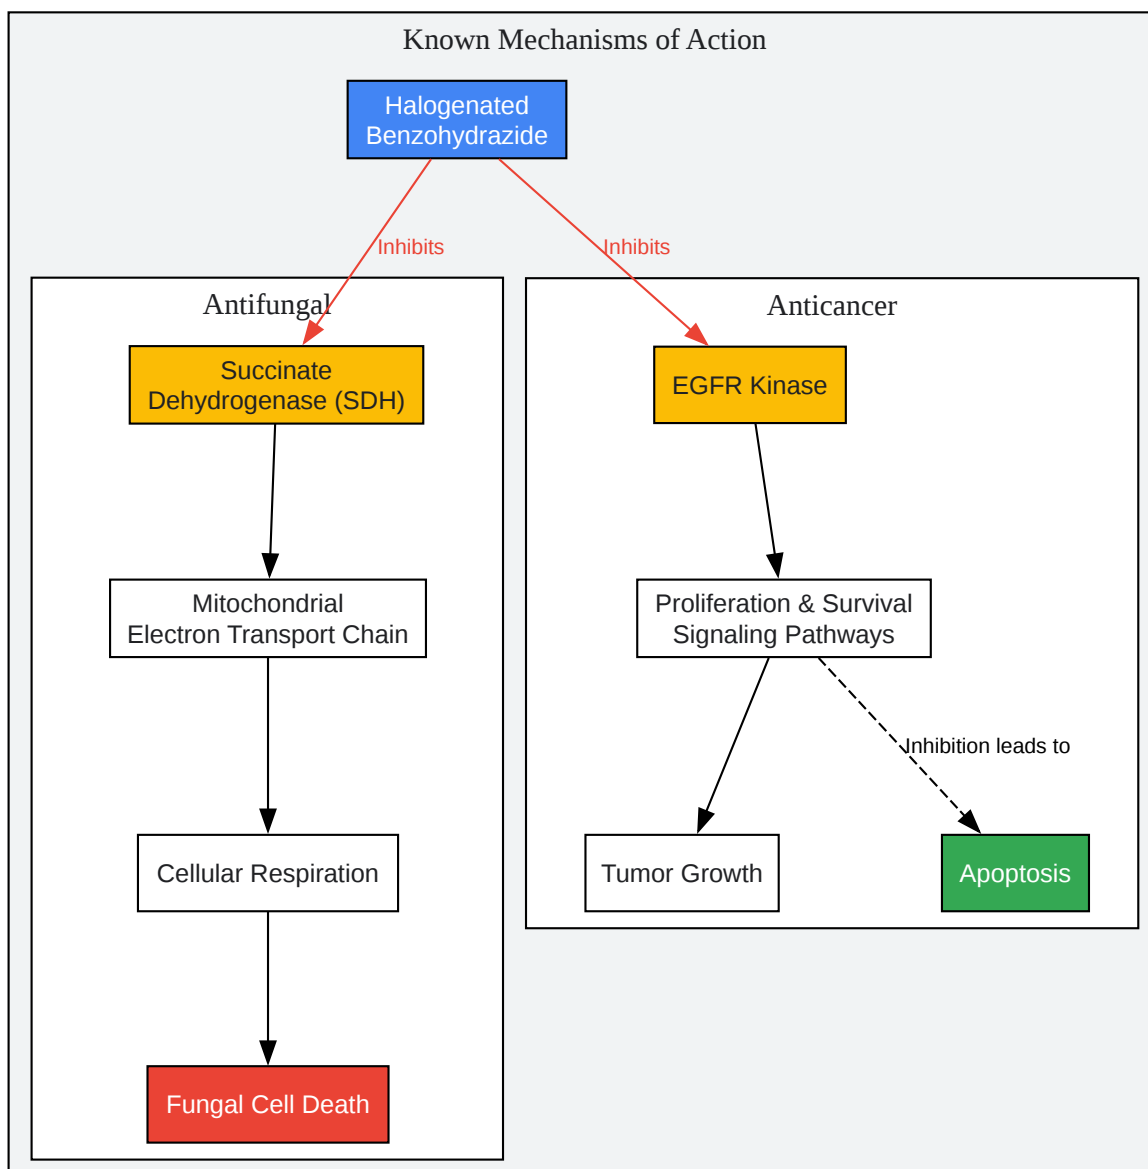 Known Mechanisms of Action
Halogenated
Benzohydrazide
Inhibits
Inhibits
Antifungal
Anticancer
Succinate
Dehydrogenase (SDH)
EGFR Kinase
Mitochondrial
Electron Transport Chain
Proliferation & Survival
Signaling Pathways
Inhibition leads to
Cellular Respiration
Tumor Growth
Apoptosis
Fungal Cell Death